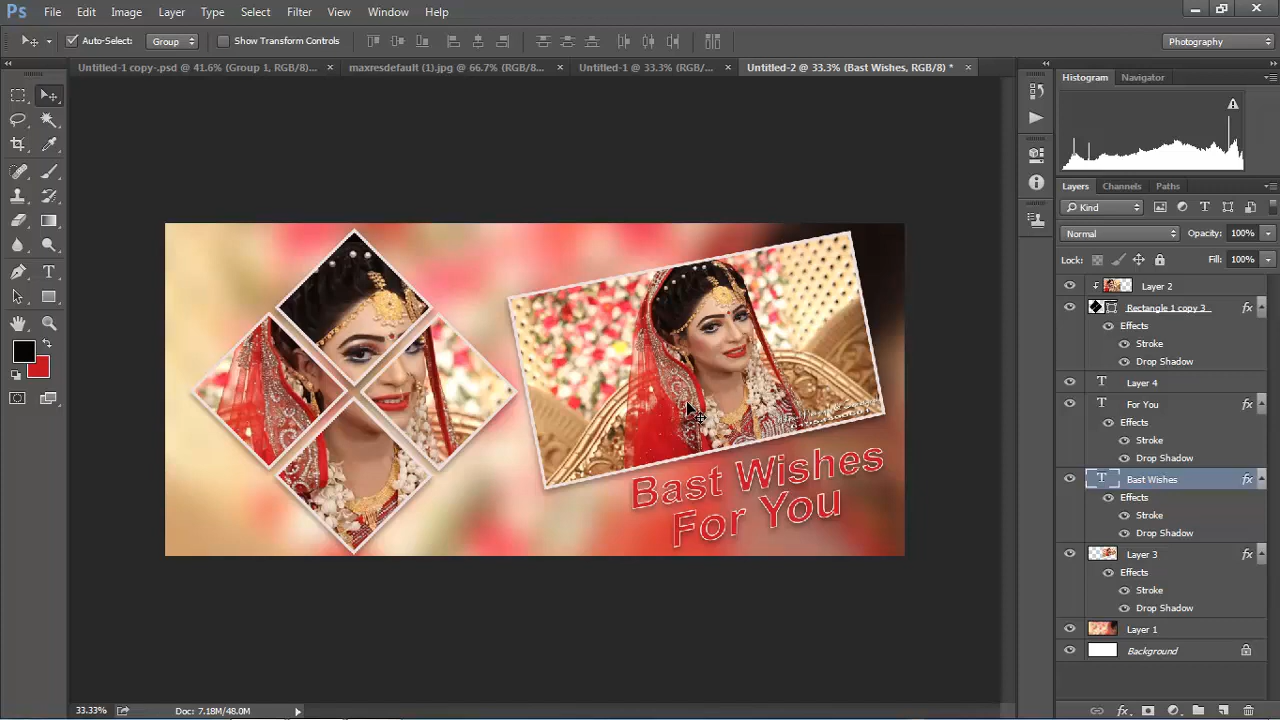 Ps File Edit Image Layer Type Select Filter View Window Help
Auto-Select: Group Show Transform Controls Photography
Untitled-1 copy-.psd @ 41.6% (Group 1, RGB/8)... × maxresdefault (1).jpg @ 66.7% (RGB/8... × Untitled-1 @ 33.3% (RGB/... × Untitled-2 @ 33.3% (Bast Wishes, RGB/8) * ×
Histogram Navigator
Layers Channels Paths
Kind
Normal Opacity: 100%
Lock: Fill: 100%
Layer 2
Rectangle 1 copy 3 fx
Effects
Stroke
Drop Shadow
T Layer 4
T For You fx
Effects
Stroke
Drop Shadow
T Bast Wishes fx
Effects
Stroke
Drop Shadow
Layer 3 fx
Effects
Stroke
Drop Shadow
Layer 1
Background
Bast Wishes
For You
33.33% Doc: 7.18M/48.0M